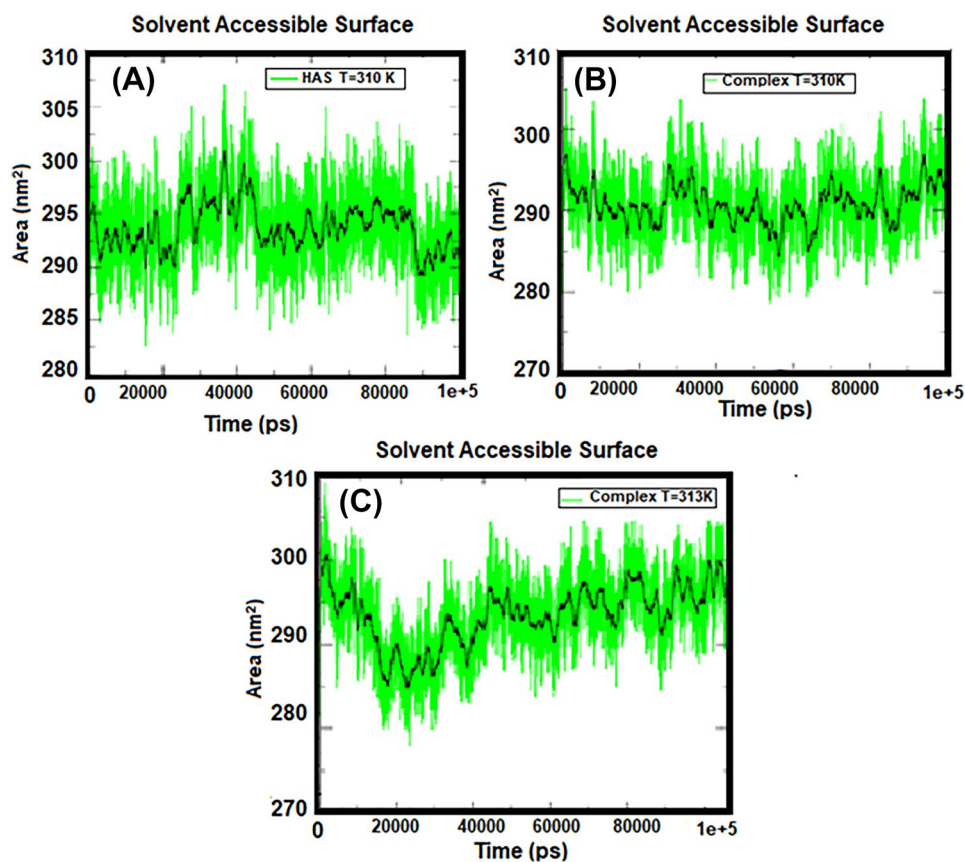 Solvent Accessible Surface
(A)
HAS T=310 K
310
305
300
295
290
285
280
Area (nm²)
0 20000 40000 60000 80000 1e+5
Time (ps)
Solvent Accessible Surface
(B)
Complex T=310K
310
300
290
280
270
Area (nm²)
0 20000 40000 60000 80000 1e+5
Time (ps)
Solvent Accessible Surface
(C)
Complex T=313K
310
300
290
280
270
Area (nm²)
0 20000 40000 60000 80000 1e+5
Time (ps)